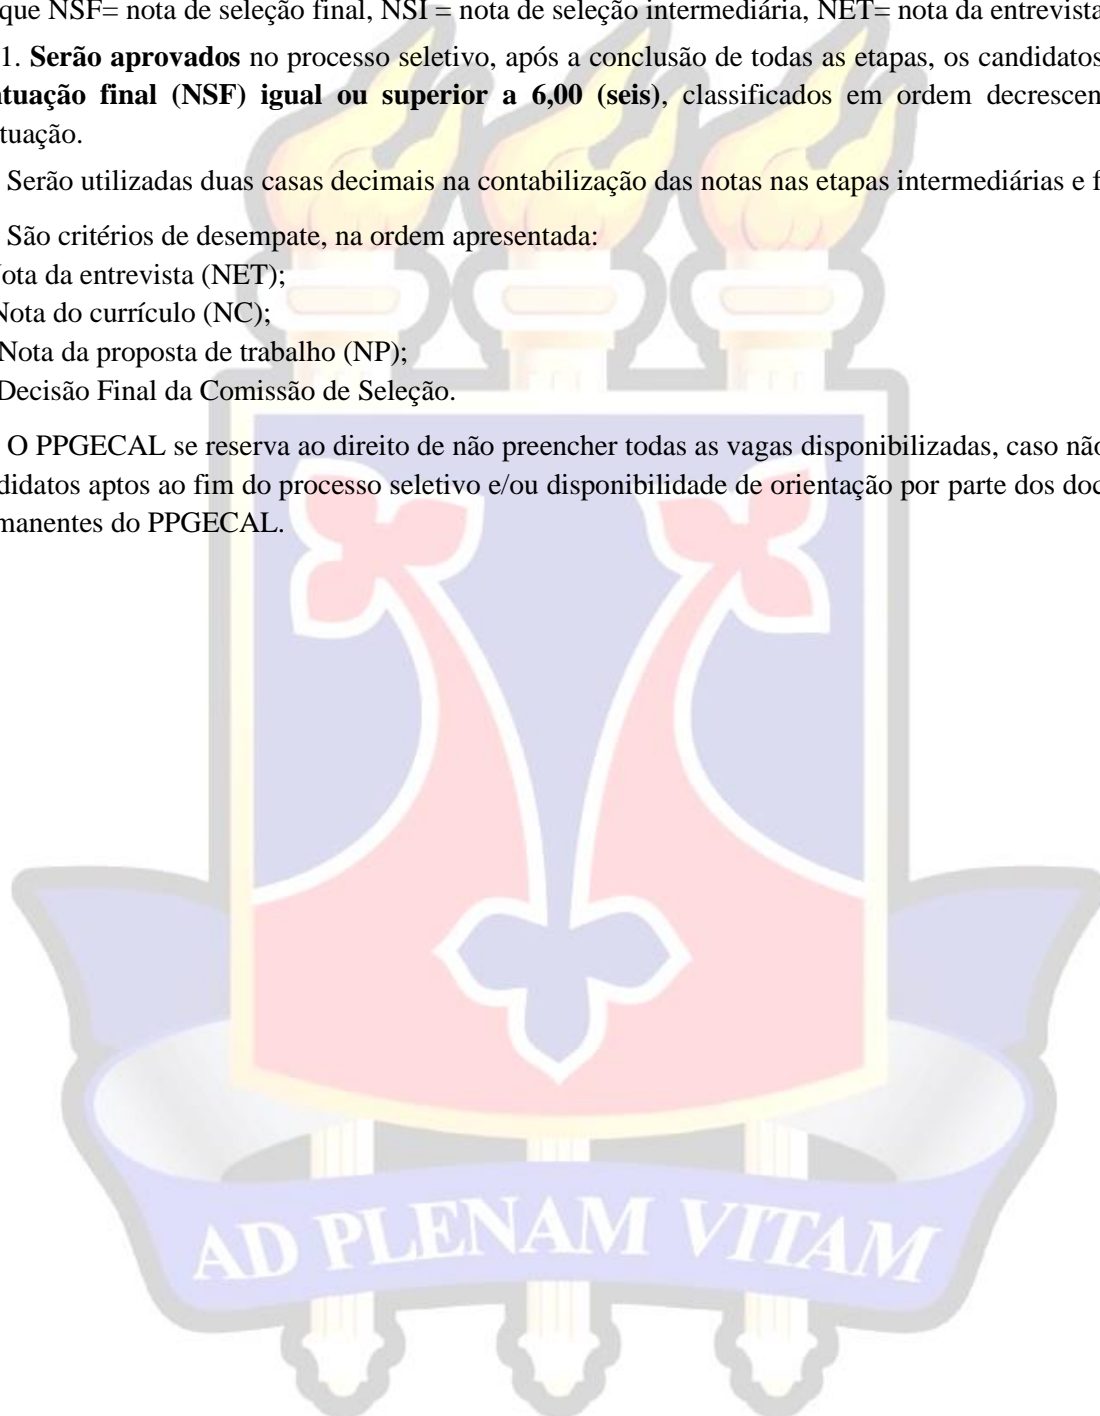 que NSF= nota de seleção final, NSI = nota de seleção intermediária, NET= nota da entrevista
1. Serão aprovados no processo seletivo, após a conclusão de todas as etapas, os candidatos
ntuação final (NSF) igual ou superior a 6,00 (seis), classificados em ordem decrescen
tuação.
Serão utilizadas duas casas decimais na contabilização das notas nas etapas intermediárias e f
São critérios de desempate, na ordem apresentada:
Nota da entrevista (NET);
Nota do currículo (NC);
Nota da proposta de trabalho (NP);
Decisão Final da Comissão de Seleção.
O PPGECAL se reserva ao direito de não preencher todas as vagas disponibilizadas, caso não
didatos aptos ao fim do processo seletivo e/ou disponibilidade de orientação por parte dos doc
manentes do PPGECAL.
AD PLENAM VITAM